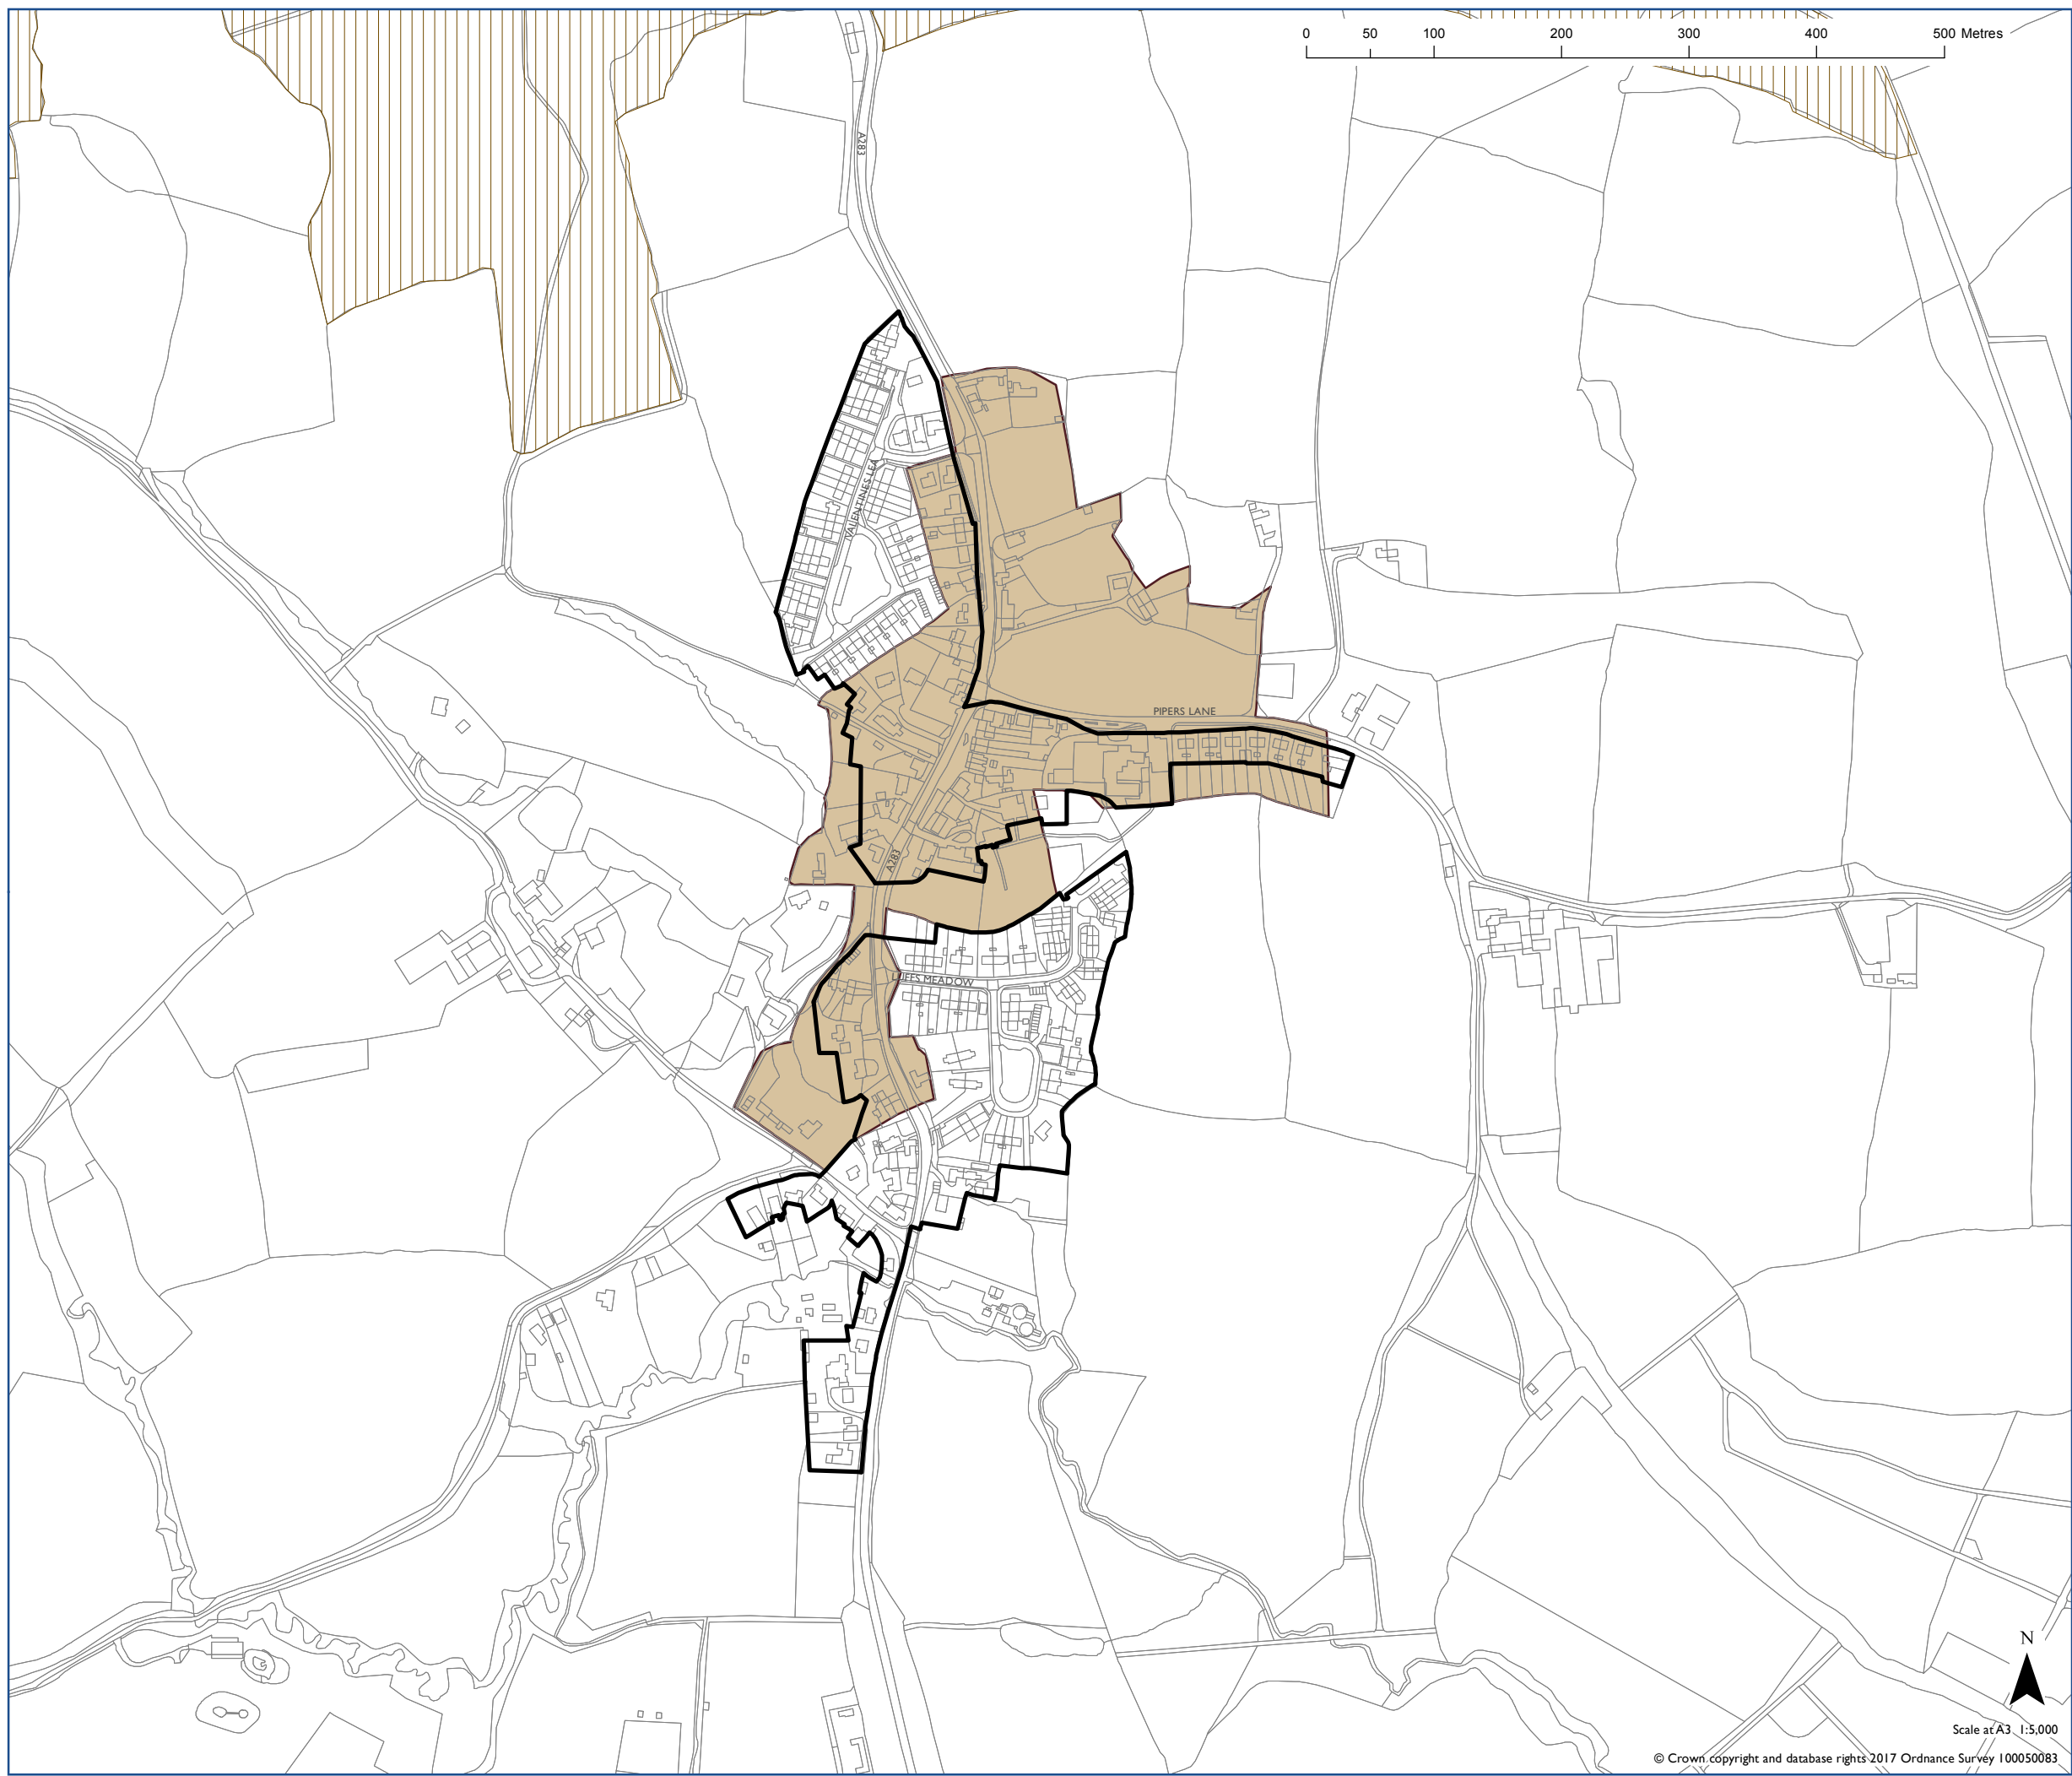 0 50 100 200 300 400 500 Metres
A283
VALENTINES LEA
PIPERS LANE
A283
LUFFS MEADOW
N
Scale at A3 1:5,000
© Crown copyright and database rights 2017 Ordnance Survey 100050083